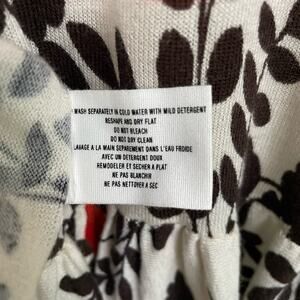 WASH SEPARATELY IN COLD WATER WITH MILD DETERGENT
RESHAPE AND DRY FLAT
DO NOT BLEACH
DO NOT DRY CLEAN
LAVAGE A LA MAIN SEPAREMENT DANS L'EAU FROIDE
AVEC UN DETERGENT DOUX
REMODELER ET SECHER A PLAT
NE PAS BLANCHIR
NE PAS NETTOYER A SEC